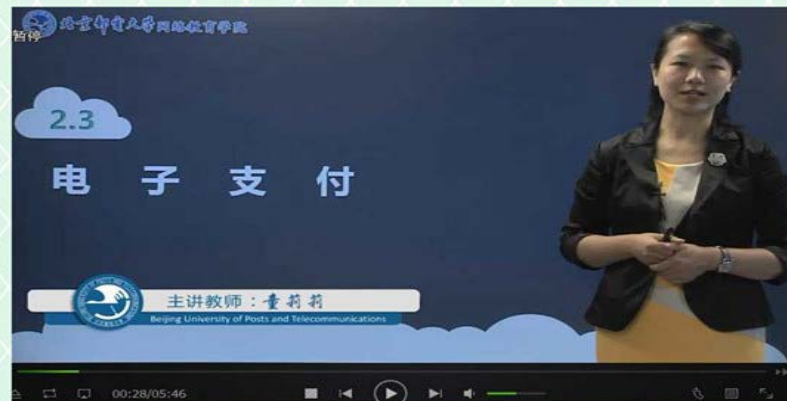 北京邮电大学网络教育学院
暂停
2.3
电子支付
主讲教师：童莉莉
Beijing University of Posts and Telecommunications
00:28/05:46